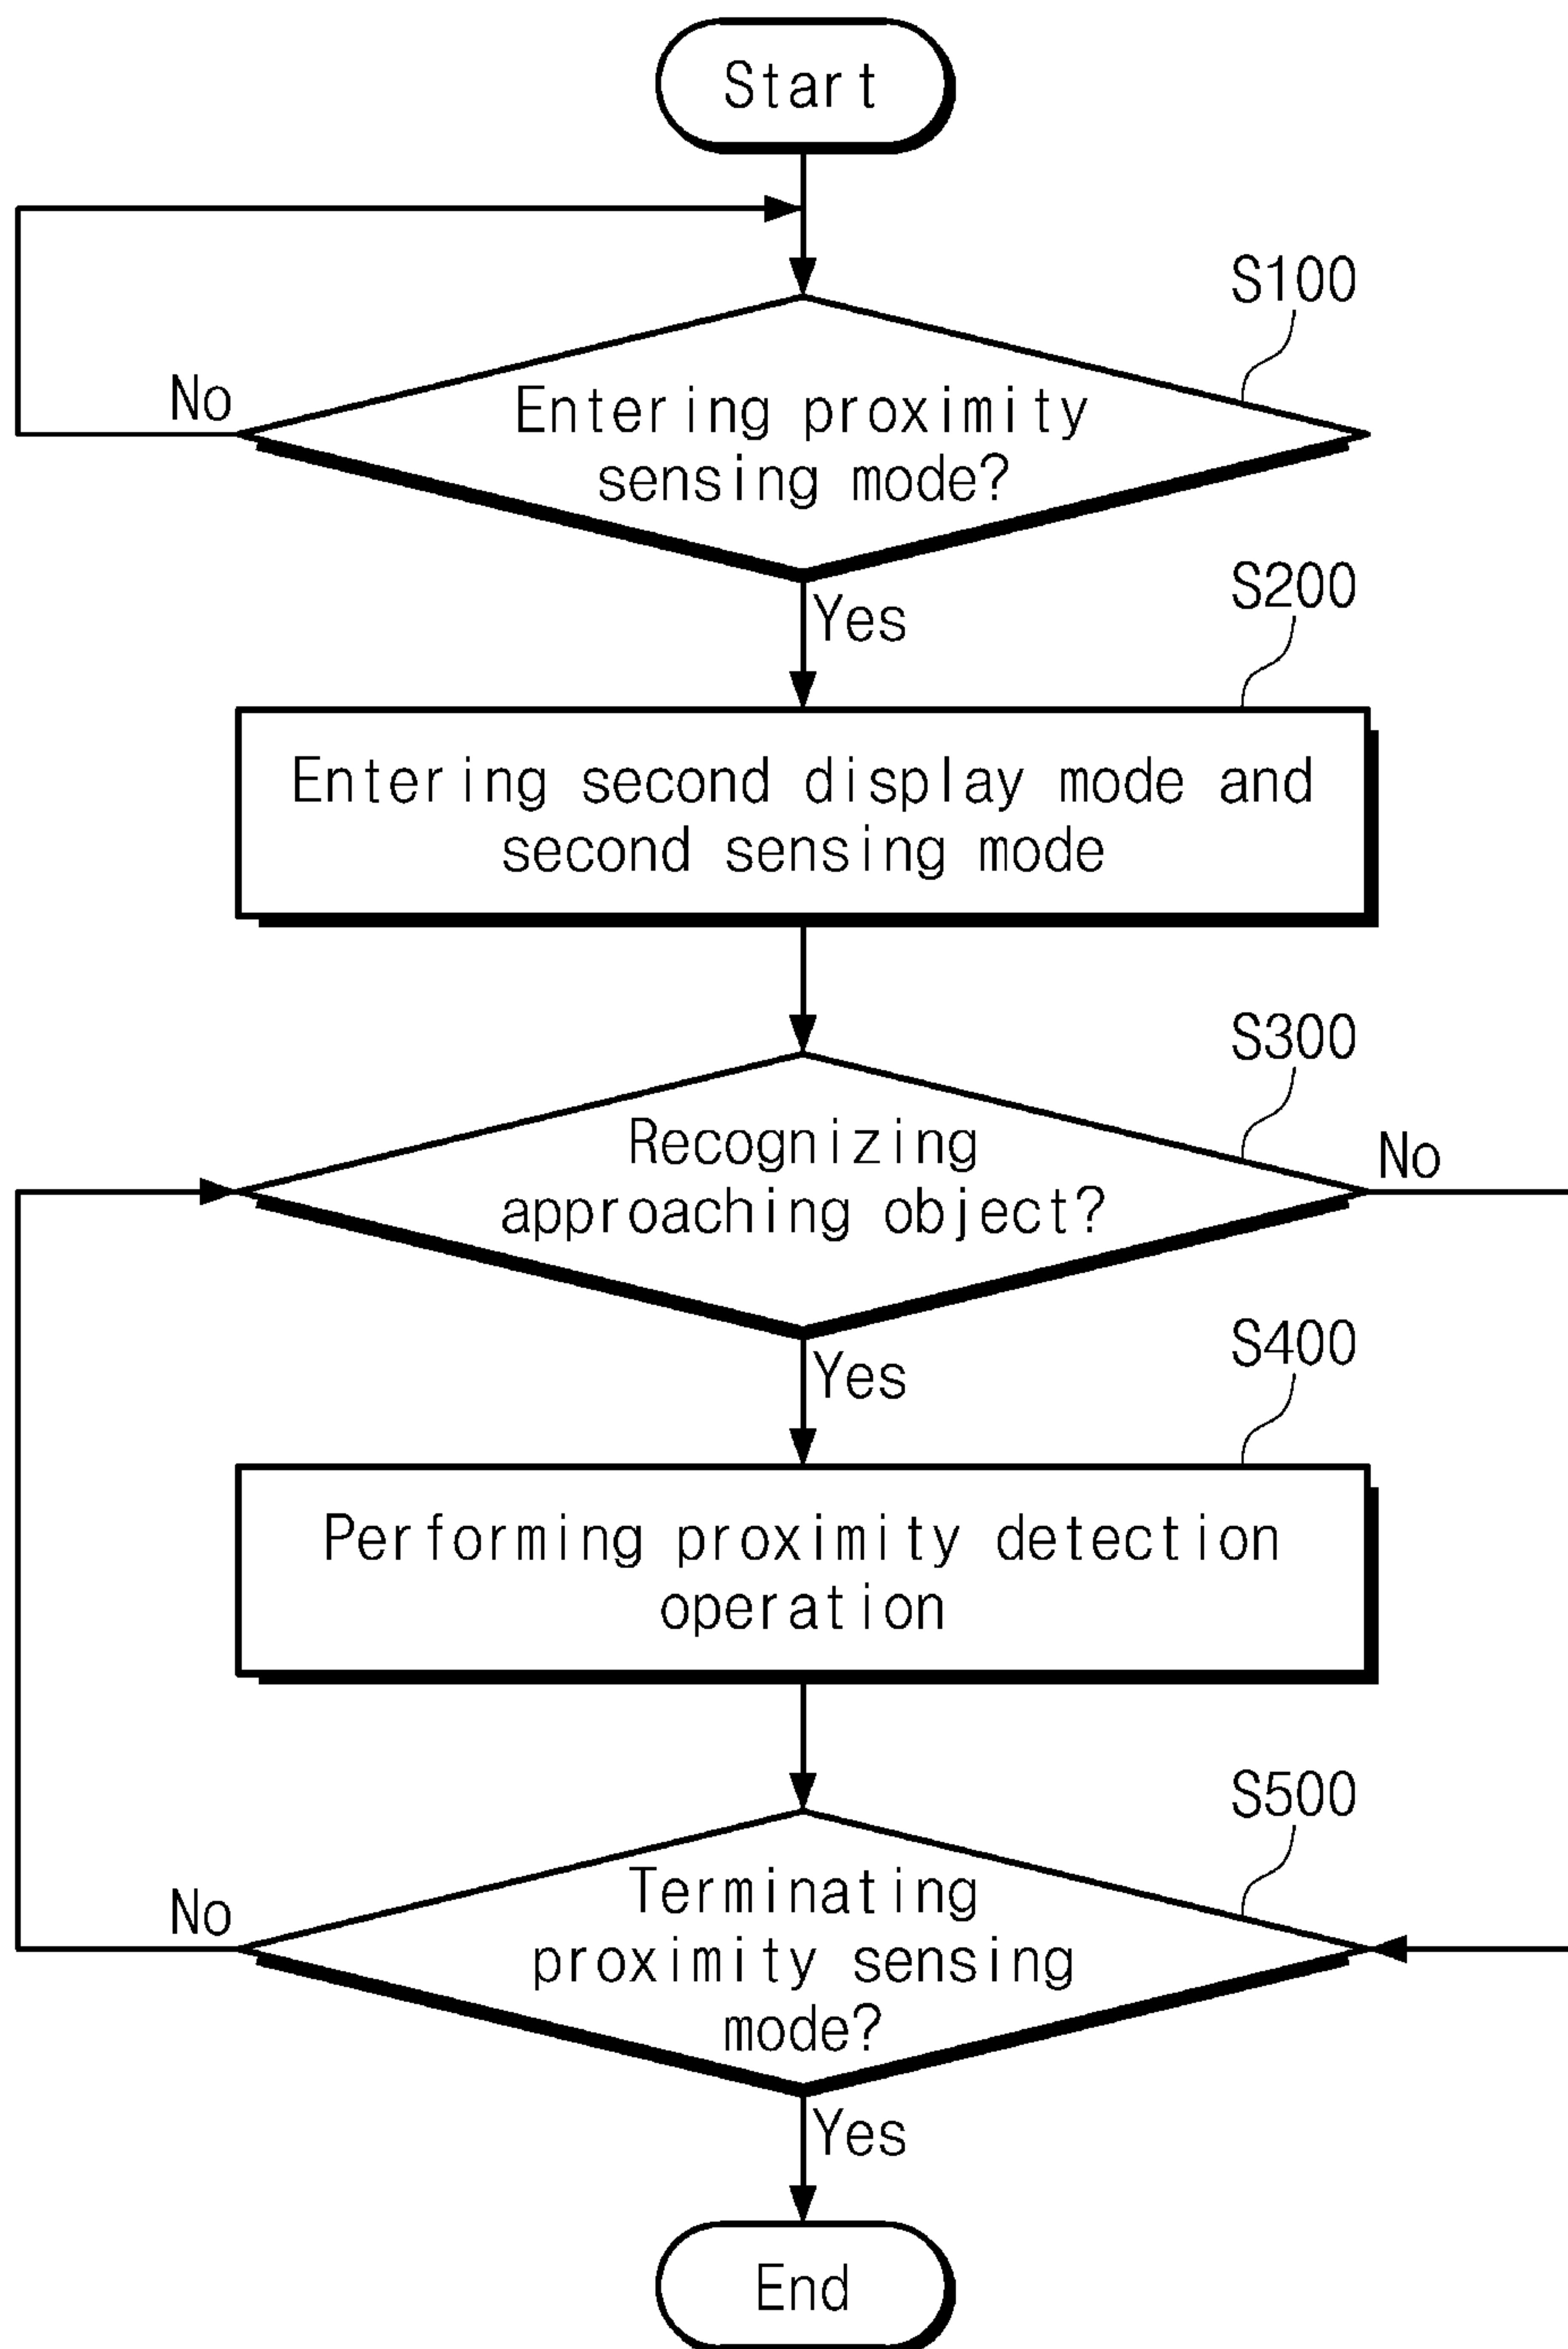 Start
S100
No
Entering proximity
sensing mode?
Yes
S200
Entering second display mode and
second sensing mode
S300
Recognizing
approaching object?
No
Yes
S400
Performing proximity detection
operation
S500
Terminating
proximity sensing
mode?
No
Yes
End